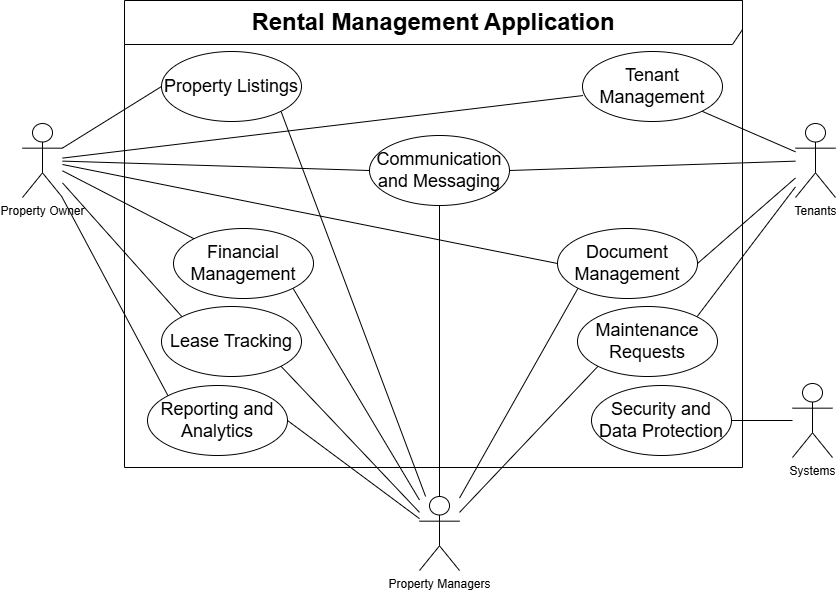 Rental Management Application
Property Listings
Tenant
Management
Communication
and Messaging
Property Owner
Tenants
Financial
Management
Document
Management
Lease Tracking
Maintenance
Requests
Reporting and
Analytics
Security and
Data Protection
Systems
Property Managers